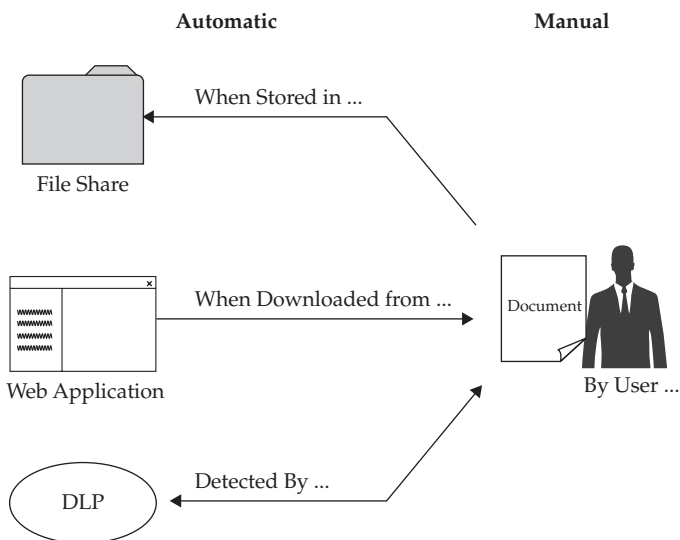 Automatic
Manual
When Stored in ...
File Share
When Downloaded from ...
Document
Web Application
By User ...
Detected By ...
DLP